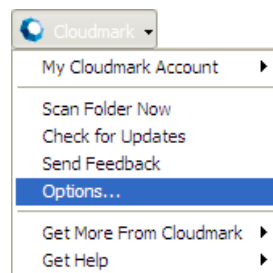 Cloudmark
My Cloudmark Account
Scan Folder Now
Check for Updates
Send Feedback
Options...
Get More From Cloudmark
Get Help